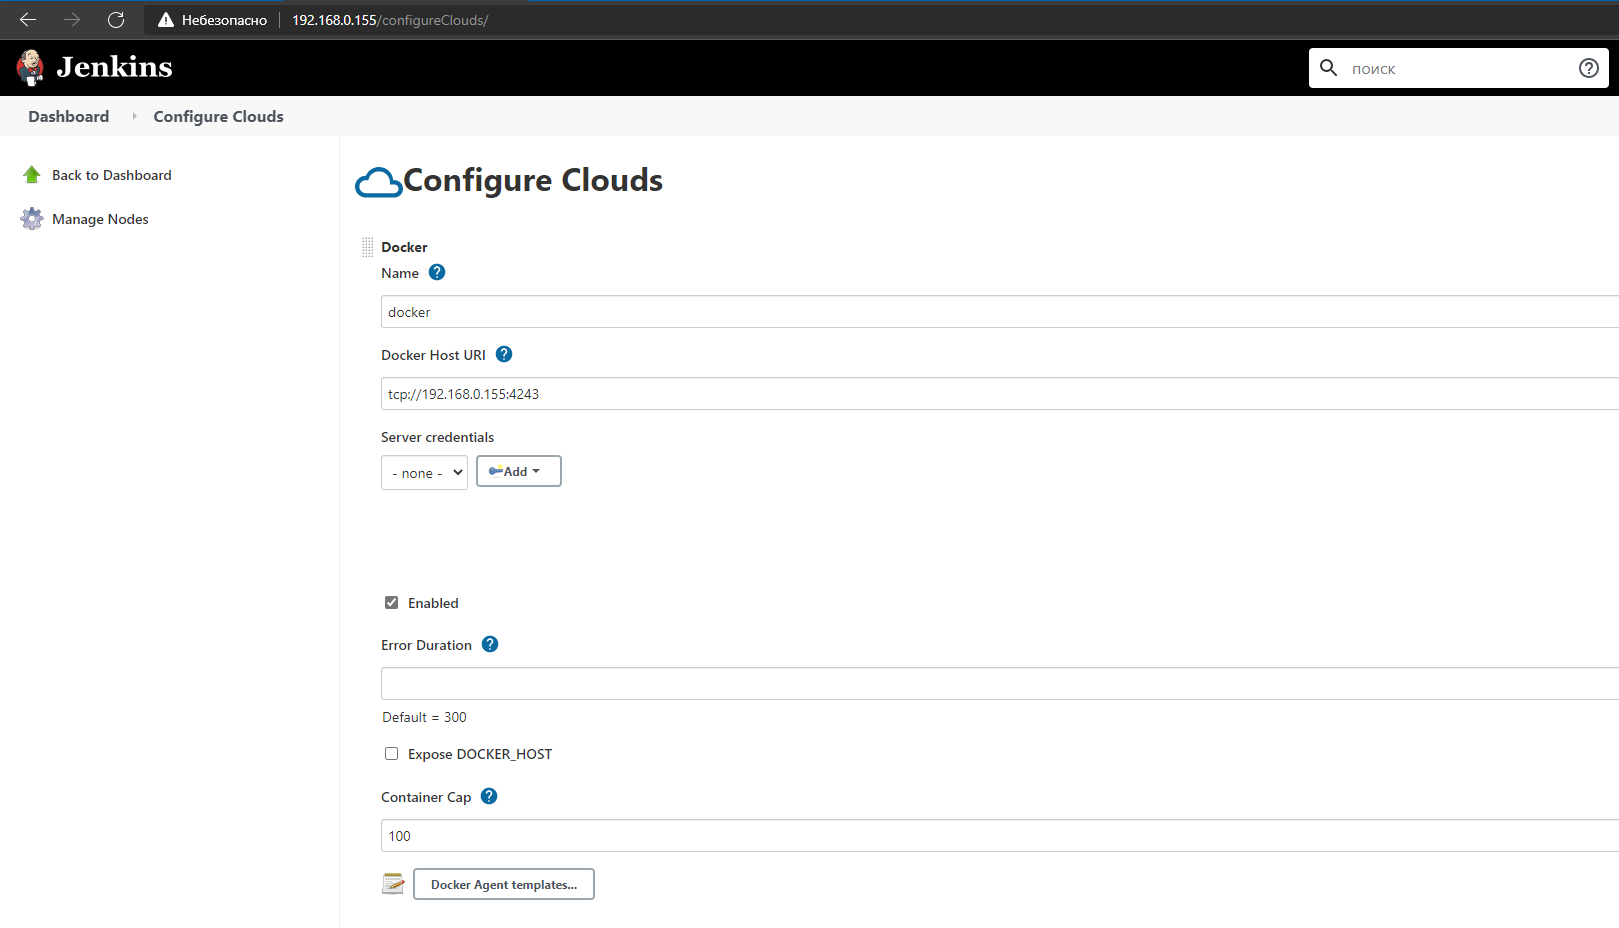 Небезопасно 192.168.0.155/configureClouds/
Jenkins
поиск
Dashboard Configure Clouds
Back to Dashboard
Manage Nodes
Configure Clouds
Docker
Name ?
docker
Docker Host URI ?
tcp://192.168.0.155:4243
Server credentials
- none - Add
Enabled
Error Duration ?
Default = 300
Expose DOCKER_HOST
Container Cap ?
100
Docker Agent templates...